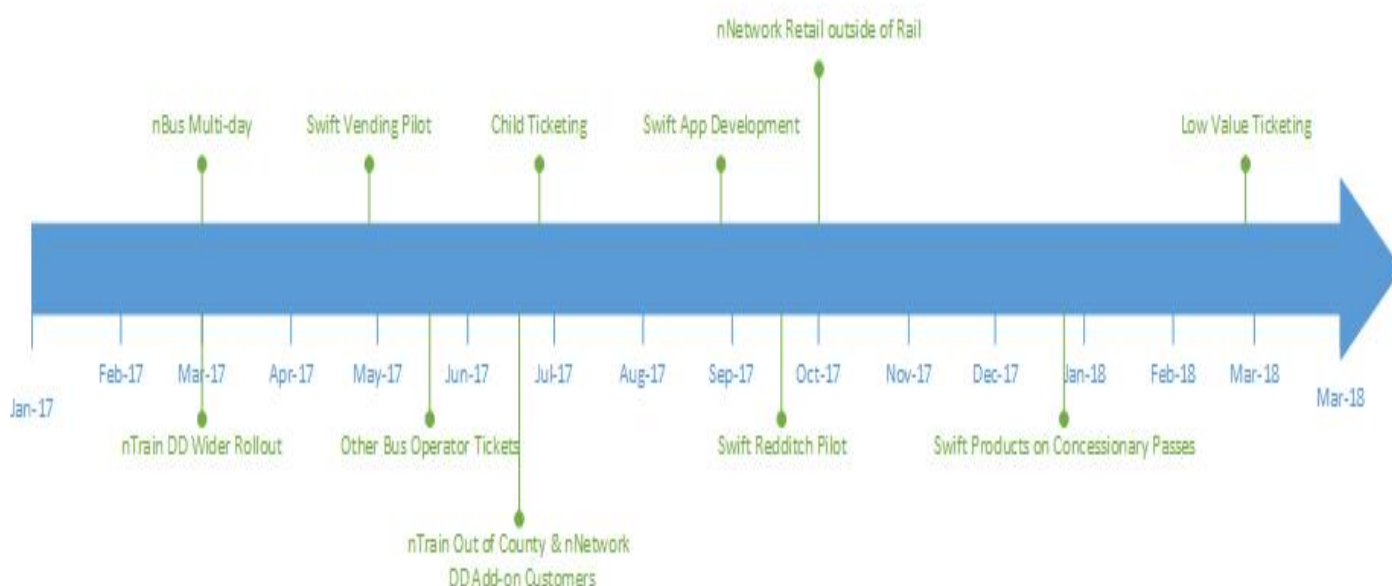 nNetwork Retail outside of Rail
nBus Multi-day
Swift Vending Pilot
Child Ticketing
Swift App Development
Low Value Ticketing
Feb-17
Mar-17
Apr-17
May-17
Jun-17
Jul-17
Aug-17
Sep-17
Oct-17
Nov-17
Dec-17
Jan-18
Feb-18
Mar-18
Jan-17
Mar-18
nTrain DD Wider Rollout
Other Bus Operator Tickets
Swift Redditch Pilot
Swift Products on Concessionary Passes
nTrain Out of County & nNetwork
DD Add-on Customers